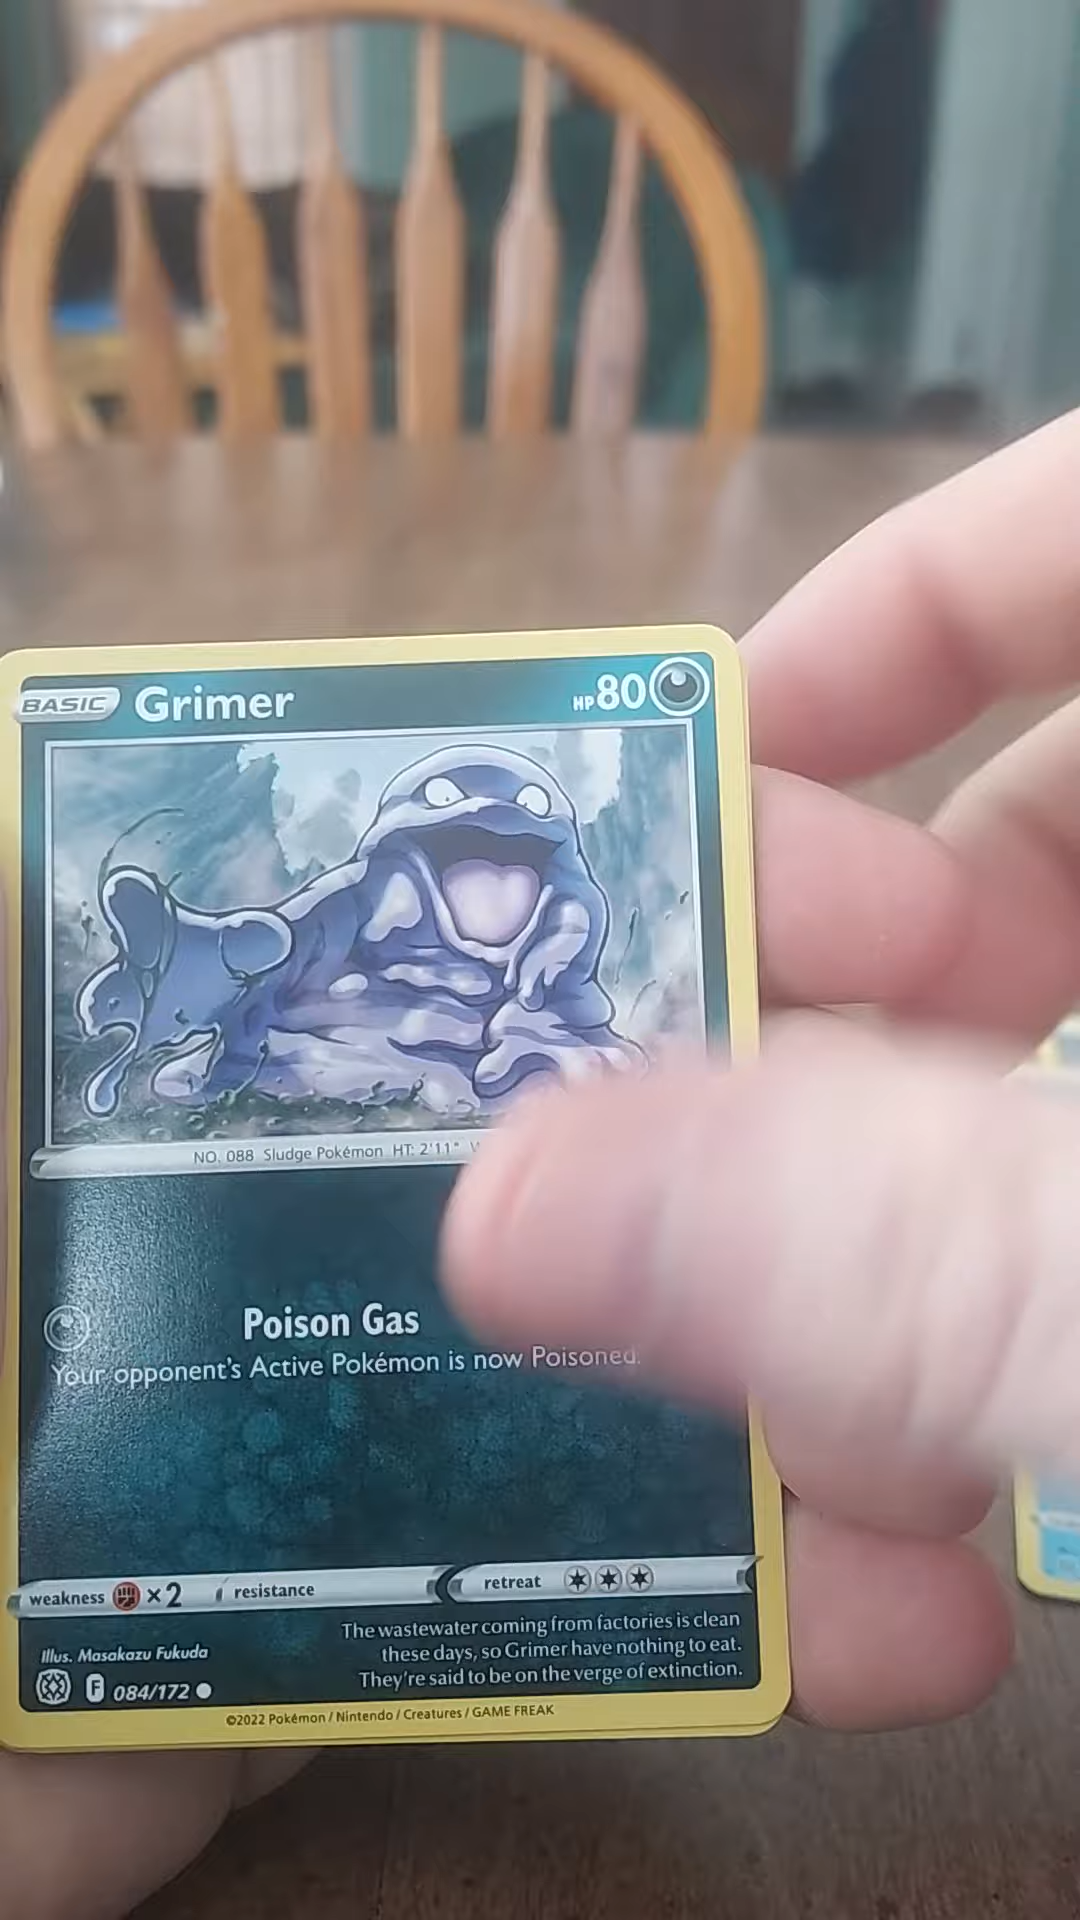 BASIC Grimer HP 80
NO. 088 Sludge Pokémon HT: 2'11"
Poison Gas
Your opponent's Active Pokémon is now Poisoned.
weakness ×2 resistance retreat
The wastewater coming from factories is clean
these days, so Grimer have nothing to eat.
They're said to be on the verge of extinction.
Illus. Masakazu Fukuda
F 084/172
©2022 Pokémon / Nintendo / Creatures / GAME FREAK